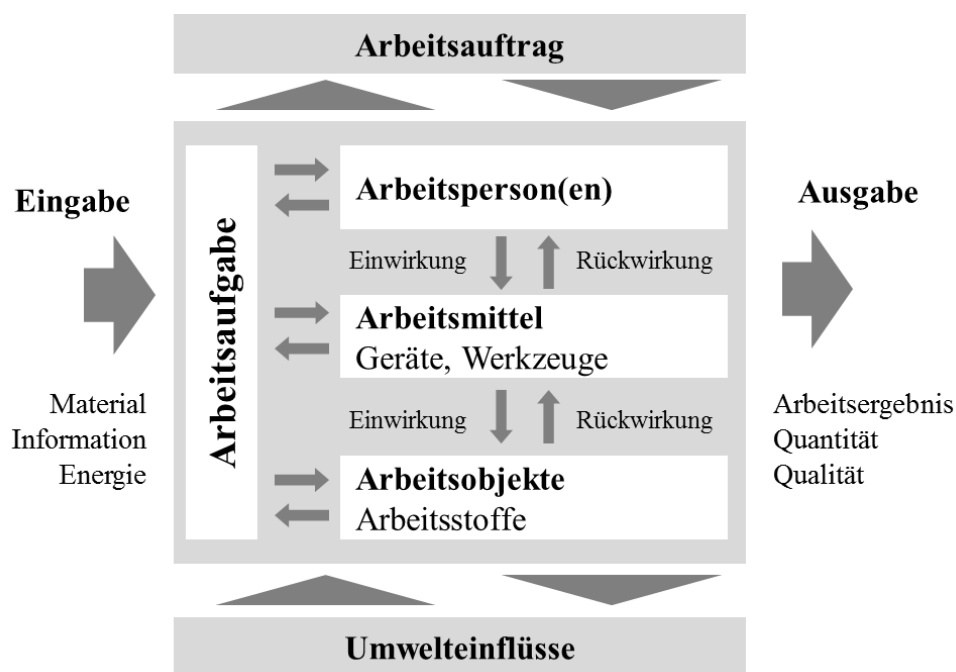 Arbeitsauftrag
Eingabe
Material
Information
Energie
Arbeitsaufgabe
Arbeitsperson(en)
Einwirkung
Rückwirkung
Arbeitsmittel
Geräte, Werkzeuge
Einwirkung
Rückwirkung
Arbeitsobjekte
Arbeitsstoffe
Ausgabe
Arbeitsergebnis
Quantität
Qualität
Umwelteinflüsse